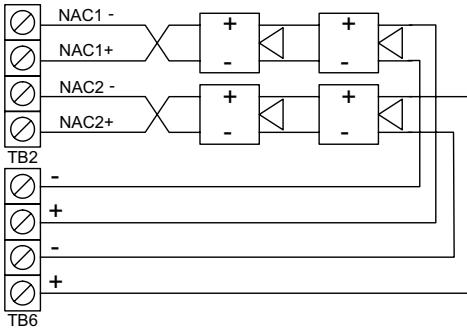 NAC1 -
+ +
NAC1+
- -
NAC2 -
+ +
NAC2+
- -
TB2
-
+
-
+
TB6